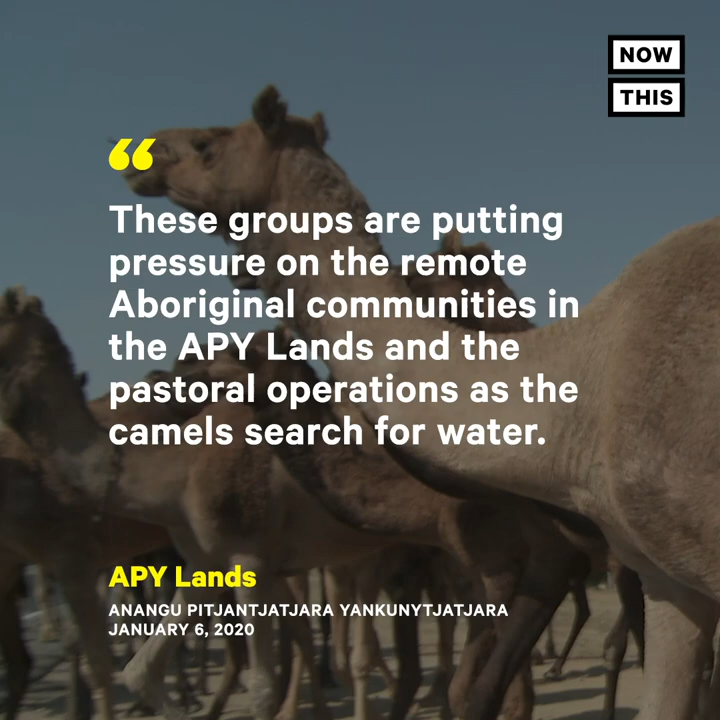 NOW
THIS
“
These groups are putting
pressure on the remote
Aboriginal communities in
the APY Lands and the
pastoral operations as the
camels search for water.
APY Lands
ANANGU PITJANTJATJARA YANKUNYTJATJARA
JANUARY 6, 2020